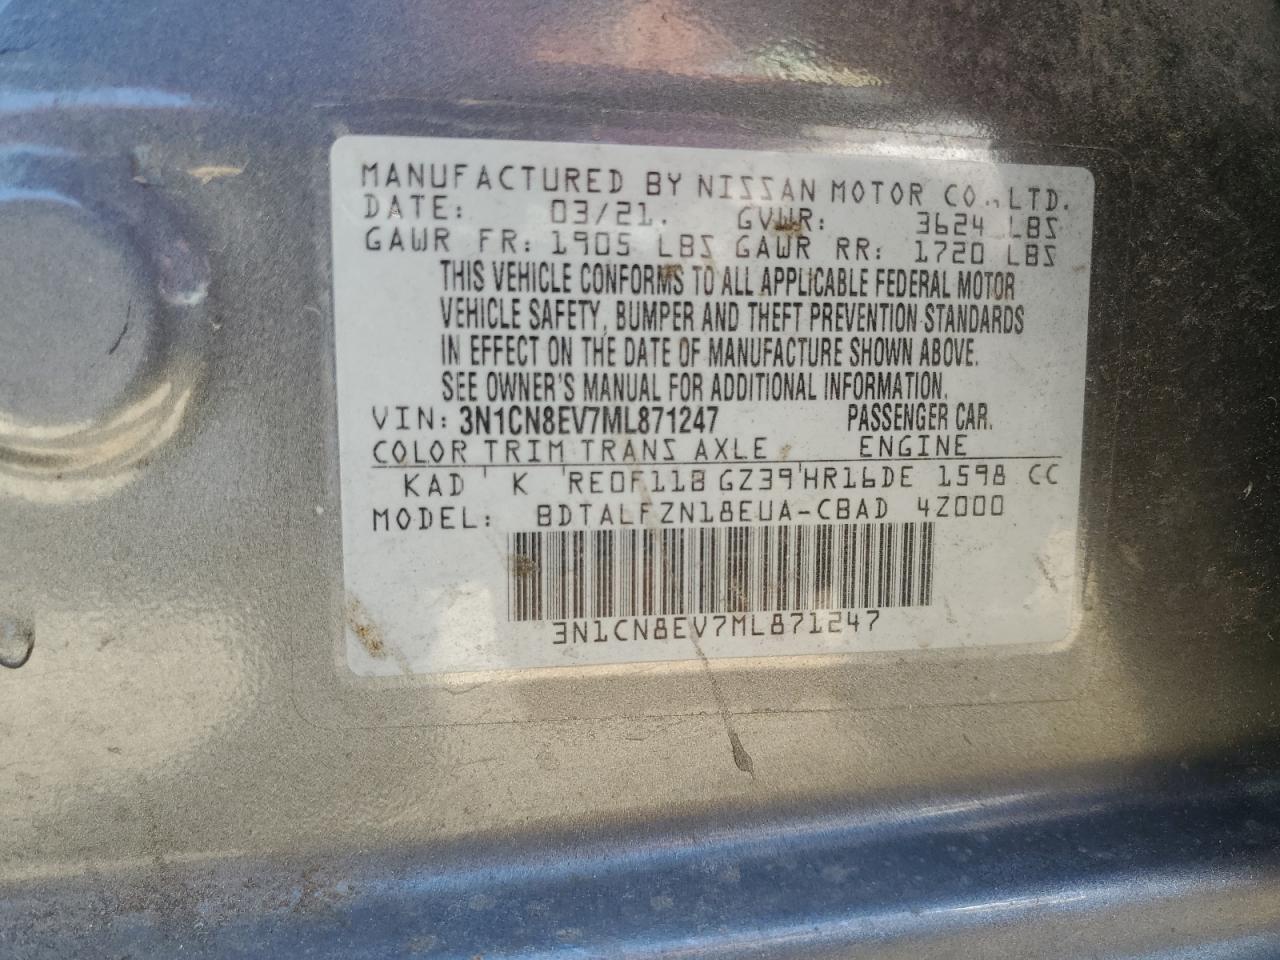 MANUFACTURED BY NISSAN MOTOR CO.,LTD.
DATE: 03/21. GVWR: 3624 LBS
GAWR FR: 1905 LBS GAWR RR: 1720 LBS
THIS VEHICLE CONFORMS TO ALL APPLICABLE FEDERAL MOTOR
VEHICLE SAFETY, BUMPER AND THEFT PREVENTION STANDARDS
IN EFFECT ON THE DATE OF MANUFACTURE SHOWN ABOVE.
SEE OWNER'S MANUAL FOR ADDITIONAL INFORMATION.
VIN: 3N1CN8EV7ML871247 PASSENGER CAR.
COLOR TRIM TRANS AXLE ENGINE
KAD K RE0F11B GZ39 HR16DE 1598 CC
MODEL: BDTALFZN18EUA-CBAD 4Z000
3N1CN8EV7ML871247